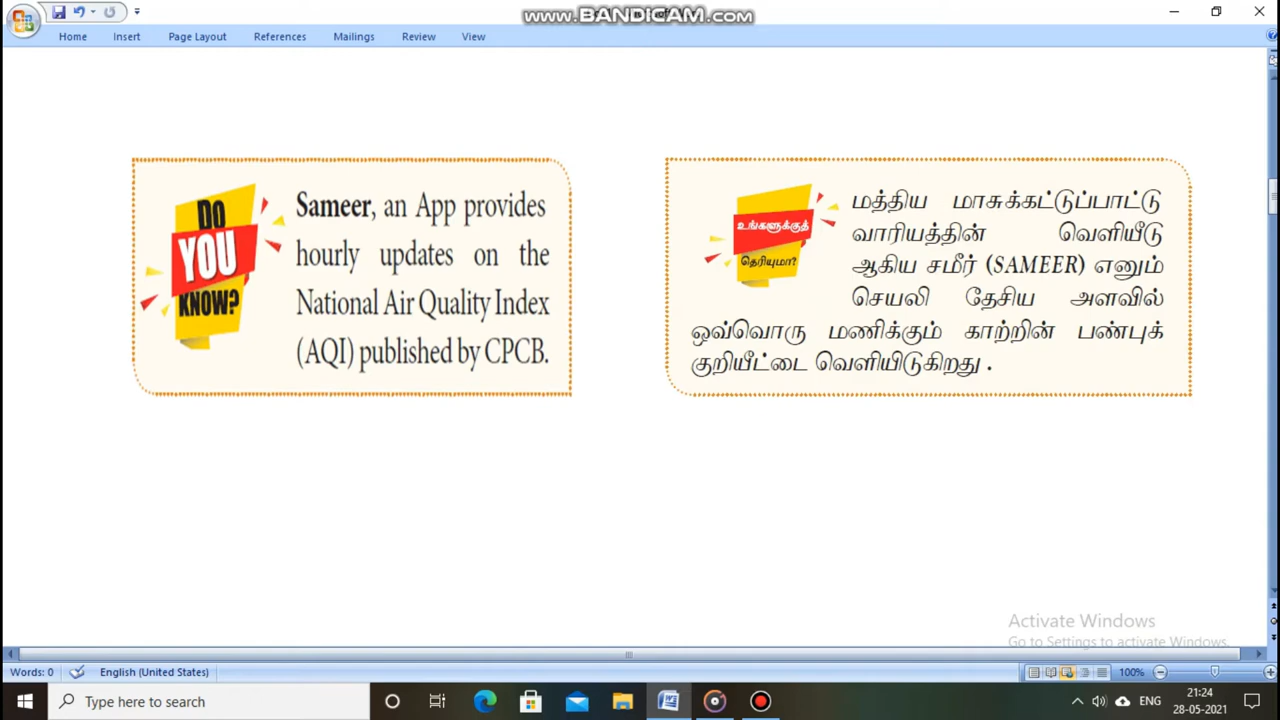 www.BANDICAM.com
Home Insert Page Layout References Mailings Review View
DO
YOU
KNOW?
Sameer, an App provides
hourly updates on the
National Air Quality Index
(AQI) published by CPCB.
உங்களுக்குத்
தெரியுமா?
மத்திய மாசுக்கட்டுப்பாட்டு
வாரியத்தின் வெளியீடு
ஆகிய சமீர் (SAMEER) எனும்
செயலி தேசிய அளவில்
ஒவ்வொரு மணிக்கும் காற்றின் பண்புக்
குறியீட்டை வெளியிடுகிறது .
Activate Windows
Go to Settings to activate Windows.
Words: 0 English (United States) 100%
Type here to search
ENG
21:24
28-05-2021